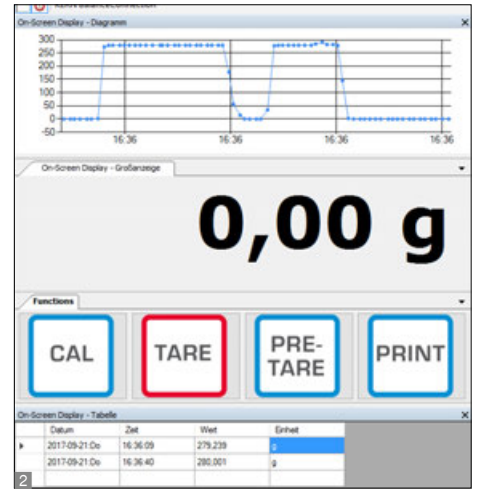 KERN BalanceConnection
On-Screen Display - Diagramm
300
250
200
150
100
50
0
-50
16:36 16:36 16:36 16:36
On-Screen Display - Großanzeige
0,00 g
Functions
CAL
TARE
PRE-
TARE
PRINT
On-Screen Display - Tabelle
Datum Zeit Wert Einheit
2017-09-21:Do 16:36:09 279,239 g
2017-09-21:Do 16:36:40 280,001 g
2